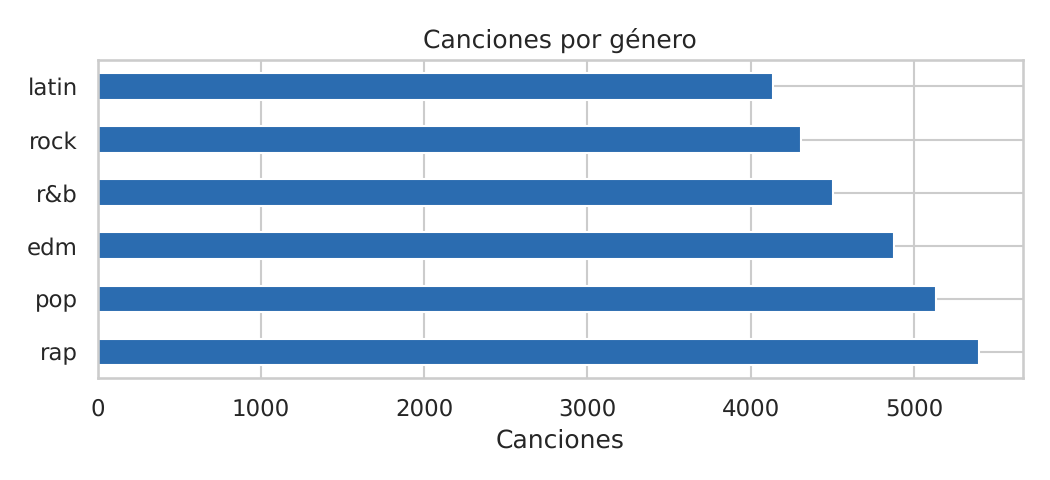 Canciones por género
latin
rock
r&b
edm
pop
rap
0 1000 2000 3000 4000 5000
Canciones